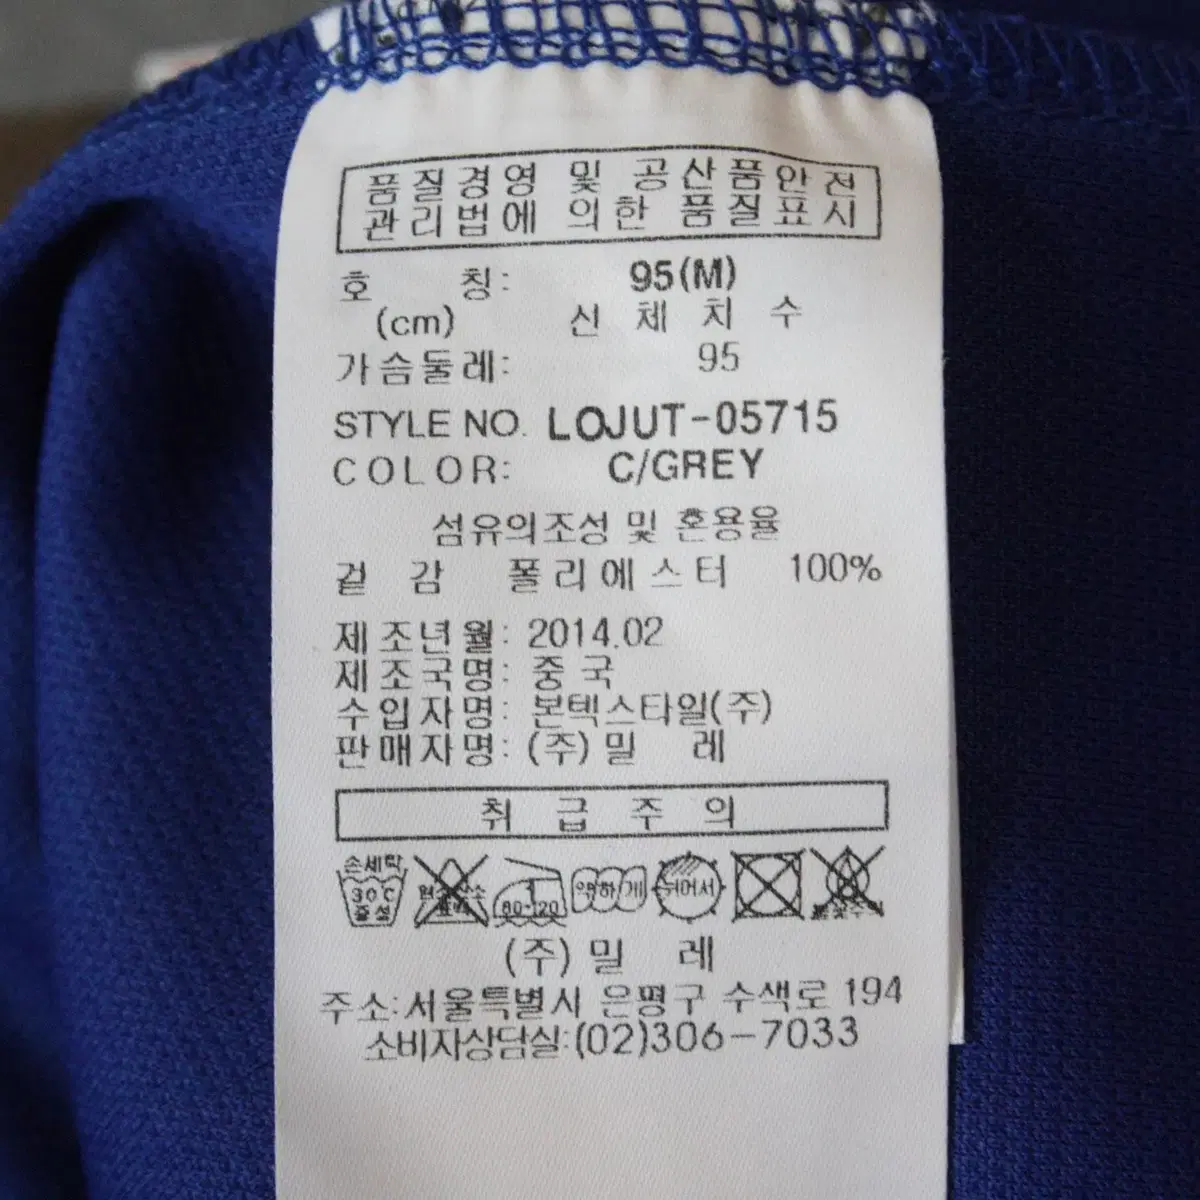 품질경영 및 공산품안전
관리법에 의한 품질표시
호 칭: 95(M)
(cm) 신 체 치 수
가슴둘레: 95
STYLE NO. LOJUT-05715
COLOR: C/GREY
섬유의조성 및 혼용율
겉 감 폴리에스터 100%
제조년월: 2014.02
제조국명: 중국
수입자명: 본텍스타일(주)
판매자명: (주)밀 레
취 급 주 의
손세탁
30℃
중성
80-120
약하게
뉘어서
(주)밀 레
주소:서울특별시 은평구 수색로 194
소비자상담실:(02)306-7033